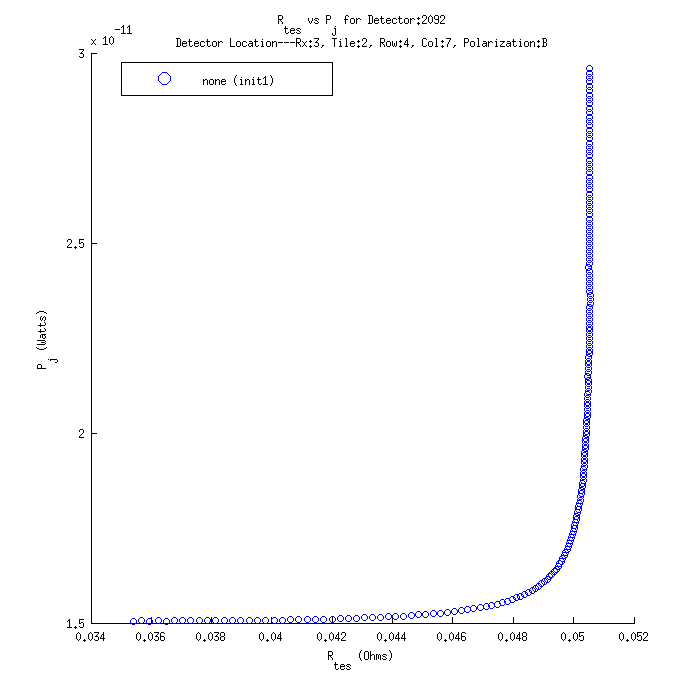 R_tes vs P_j for Detector:2092
Detector Location---Rx:3, Tile:2, Row:4, Col:7, Polarization:B
x 10^-11
none (init1)
3
2.5
2
1.5
P_j (Watts)
0.034 0.036 0.038 0.04 0.042 0.044 0.046 0.048 0.05 0.052
R_tes (Ohms)